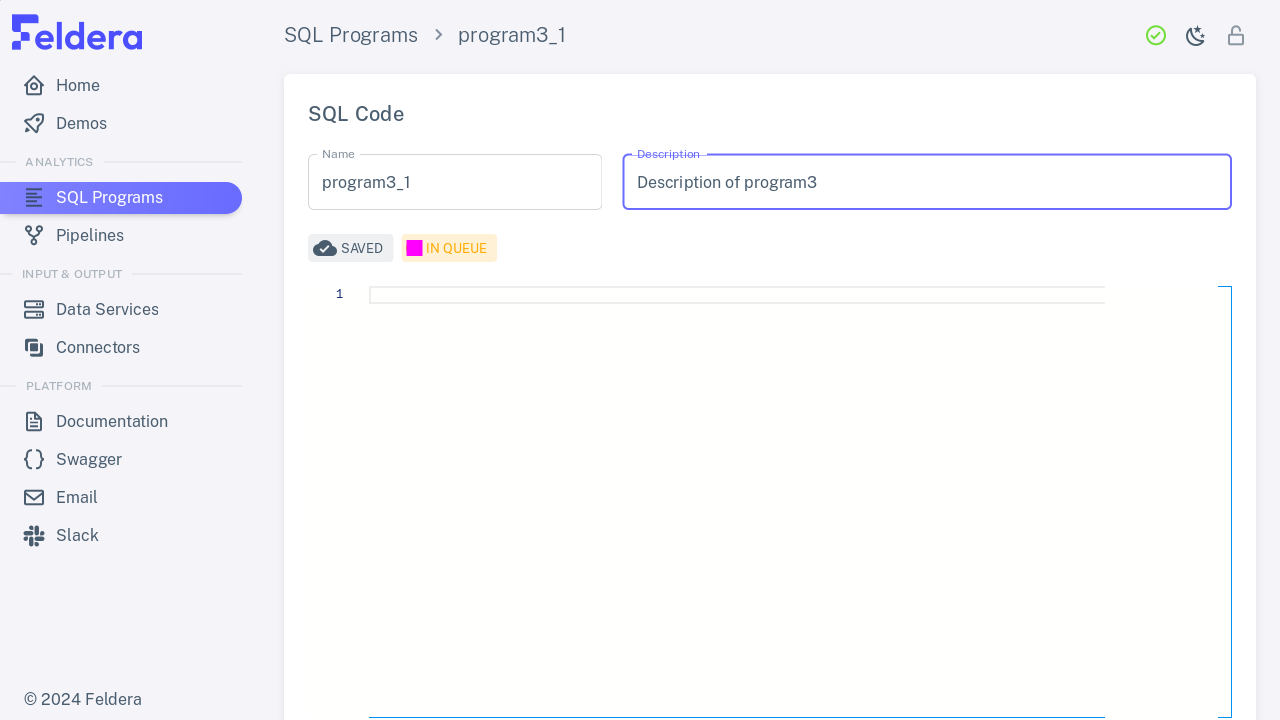 Feldera
SQL Programs > program3_1
Home
Demos
ANALYTICS
SQL Programs
Pipelines
INPUT & OUTPUT
Data Services
Connectors
PLATFORM
Documentation
Swagger
Email
Slack
© 2024 Feldera
SQL Code
Name
program3_1
Description
Description of program3
SAVED
IN QUEUE
1